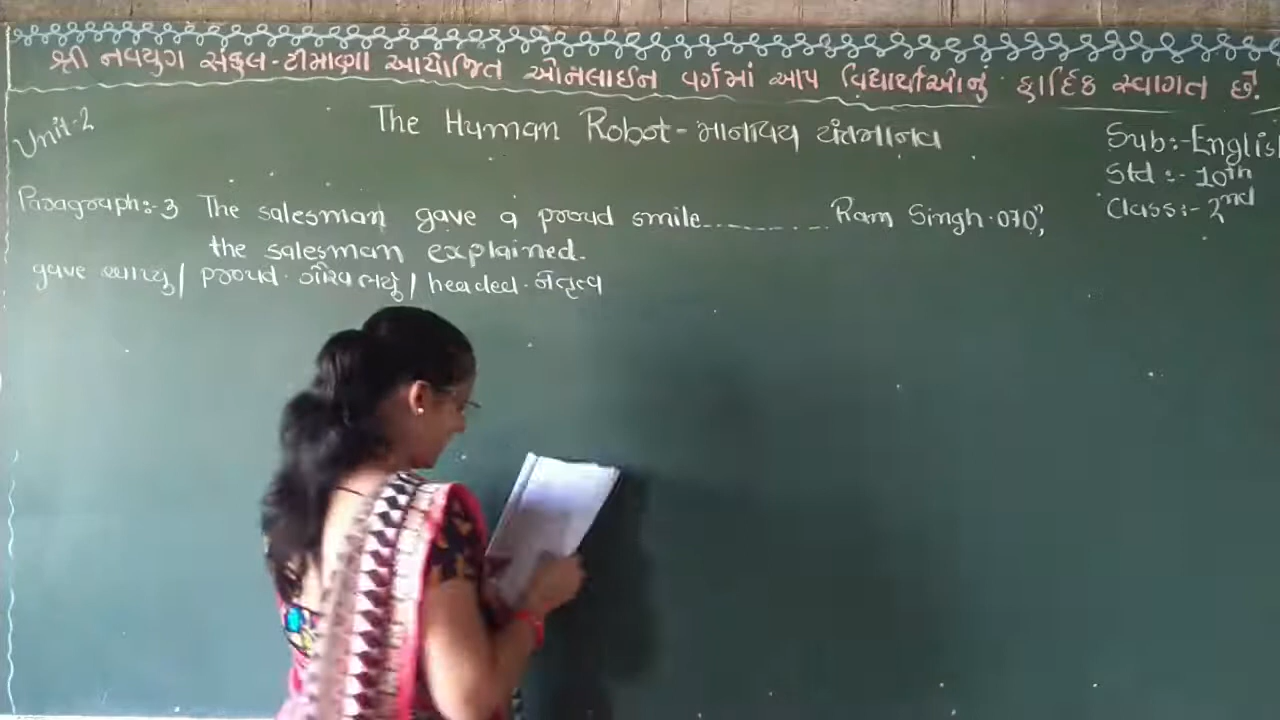 શ્રી નવયુગ સંકુલ-ટીમાણા આયોજિત ઓનલાઈન વર્ગમાં આપ વિદ્યાર્થીઓનું હાર્દિક સ્વાગત છે.
Unit-2
The Human Robot-માનવીય યંત્રમાનવ
Sub:-English
Std :- 10th
Class:- 2nd
Paragraph:-3 The salesman gave a proud smile.......... Ram Singh.070",
the salesman explained.
gave આપ્યું/ proud. ગૌરવ ભર્યું / headed. નેતૃત્વ